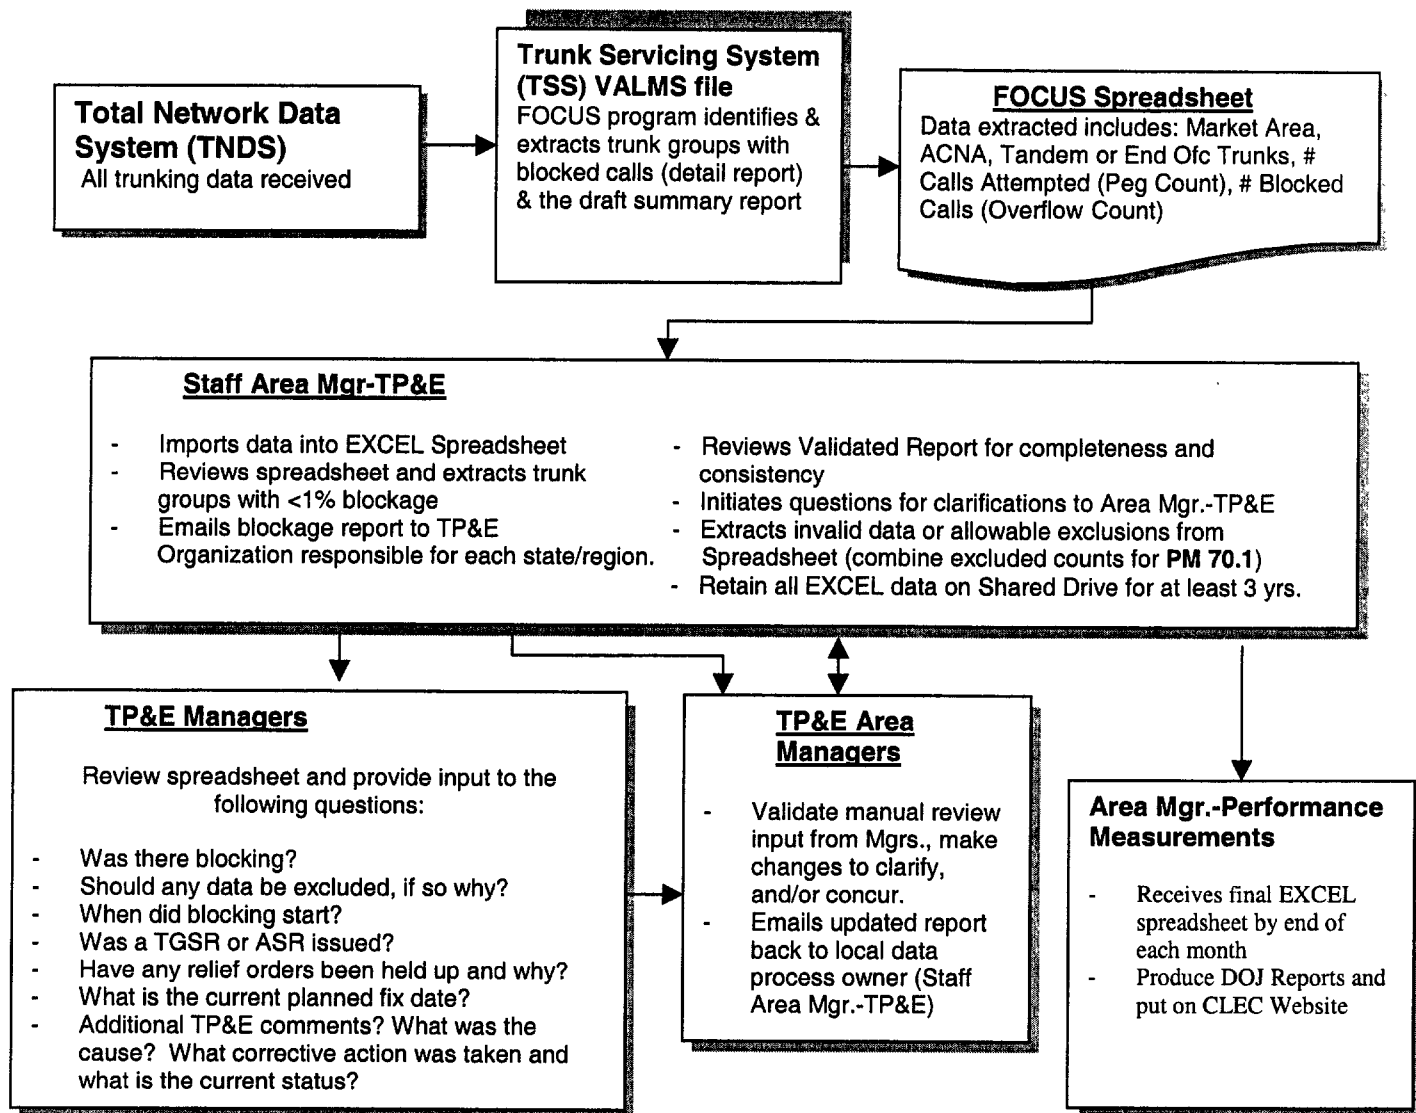 Total Network Data
System (TNDS)
All trunking data received
Trunk Servicing System
(TSS) VALMS file
FOCUS program identifies &
extracts trunk groups with
blocked calls (detail report)
& the draft summary report
FOCUS Spreadsheet
Data extracted includes: Market Area,
ACNA, Tandem or End Ofc Trunks, #
Calls Attempted (Peg Count), # Blocked
Calls (Overflow Count)
Staff Area Mgr-TP&E
- Imports data into EXCEL Spreadsheet
- Reviews spreadsheet and extracts trunk
groups with <1% blockage
- Emails blockage report to TP&E
Organization responsible for each state/region.
- Reviews Validated Report for completeness and
consistency
- Initiates questions for clarifications to Area Mgr.-TP&E
- Extracts invalid data or allowable exclusions from
Spreadsheet (combine excluded counts for PM 70.1)
- Retain all EXCEL data on Shared Drive for at least 3 yrs.
TP&E Managers
Review spreadsheet and provide input to the
following questions:
- Was there blocking?
- Should any data be excluded, if so why?
- When did blocking start?
- Was a TGSR or ASR issued?
- Have any relief orders been held up and why?
- What is the current planned fix date?
- Additional TP&E comments? What was the
cause? What corrective action was taken and
what is the current status?
TP&E Area
Managers
- Validate manual review
input from Mgrs., make
changes to clarify,
and/or concur.
- Emails updated report
back to local data
process owner (Staff
Area Mgr.-TP&E)
Area Mgr.-Performance
Measurements
- Receives final EXCEL
spreadsheet by end of
each month
- Produce DOJ Reports and
put on CLEC Website